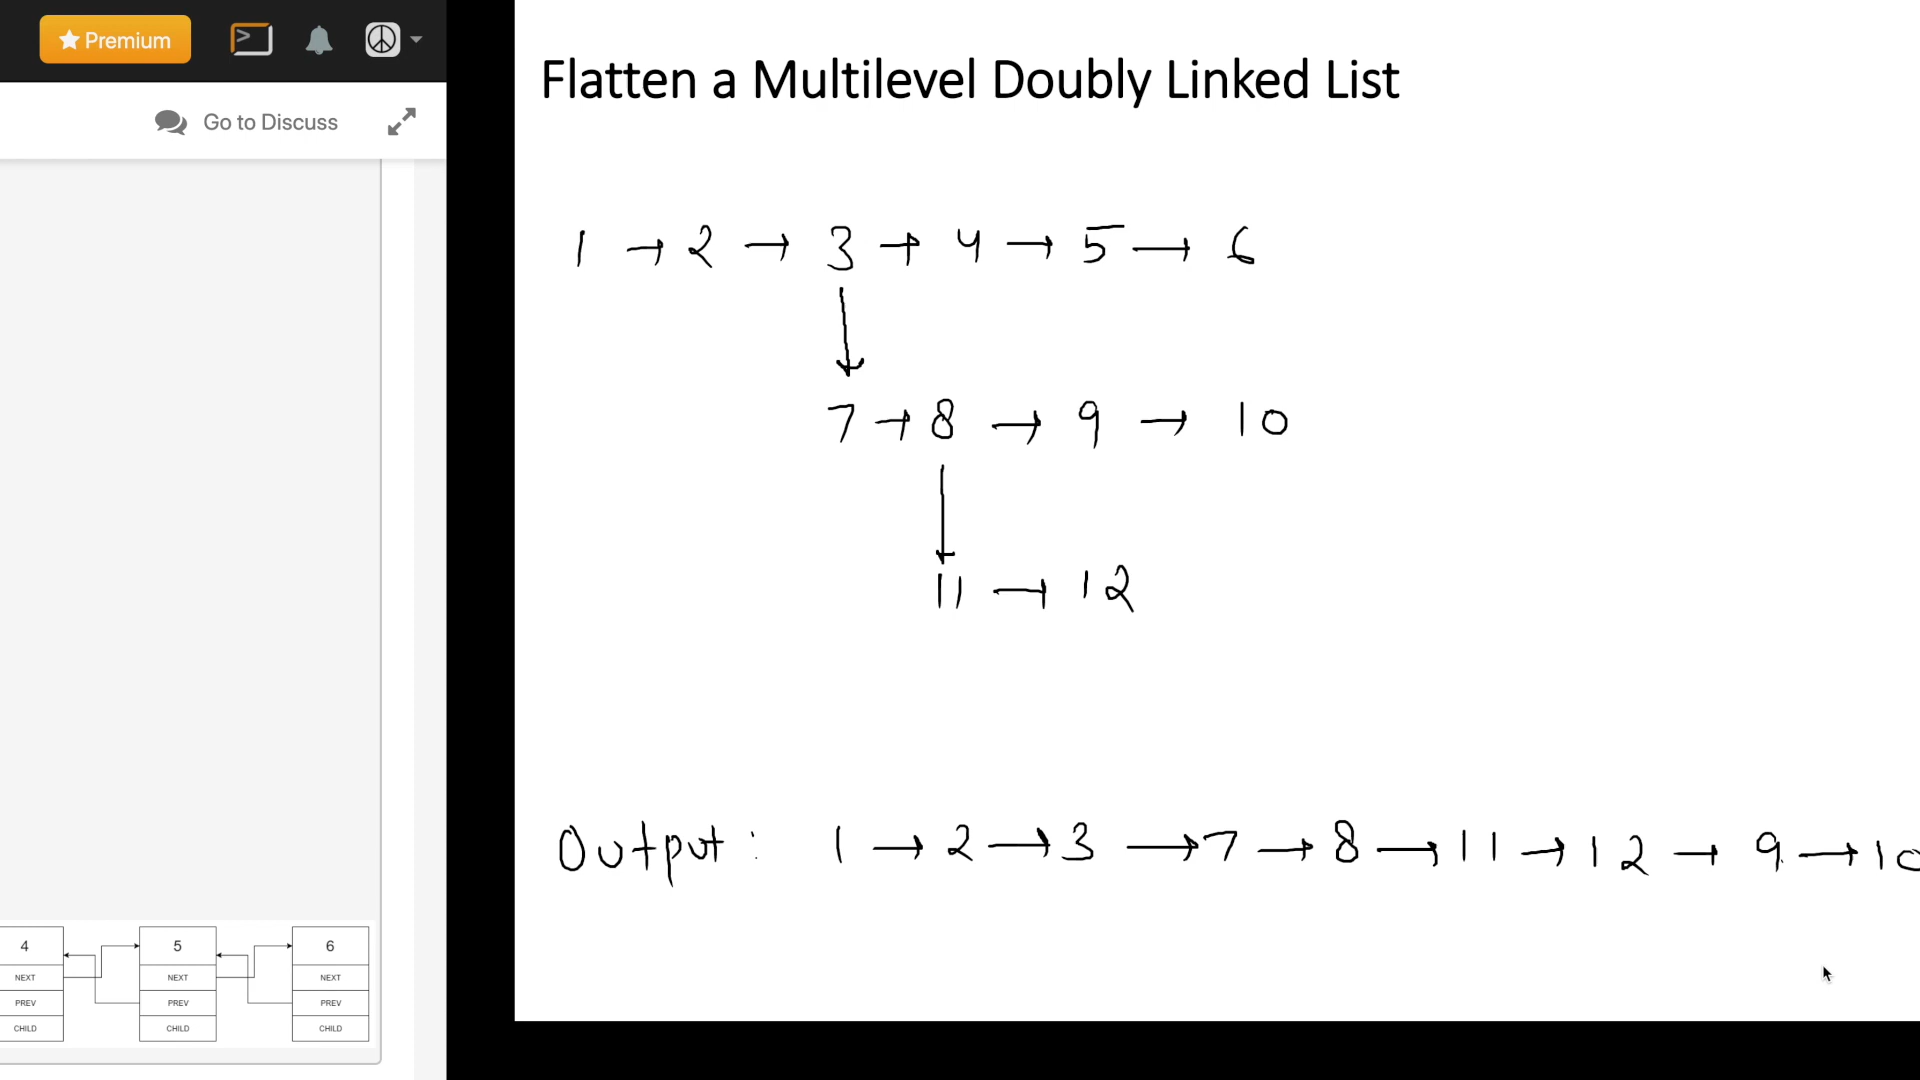 Premium
Go to Discuss
Flatten a Multilevel Doubly Linked List
1 → 2 → 3 → 4 → 5 → 6
7 → 8 → 9 → 10
11 → 12
Output: 1 → 2 → 3 → 7 → 8 → 11 → 12 → 9 → 10
4 5 6
NEXT NEXT NEXT
PREV PREV PREV
CHILD CHILD CHILD